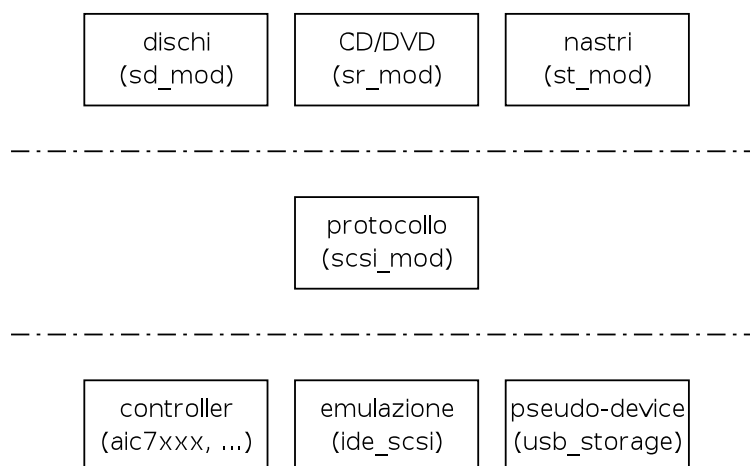 dischi
(sd_mod)
CD/DVD
(sr_mod)
nastri
(st_mod)
protocollo
(scsi_mod)
controller
(aic7xxx, ...)
emulazione
(ide_scsi)
pseudo-device
(usb_storage)